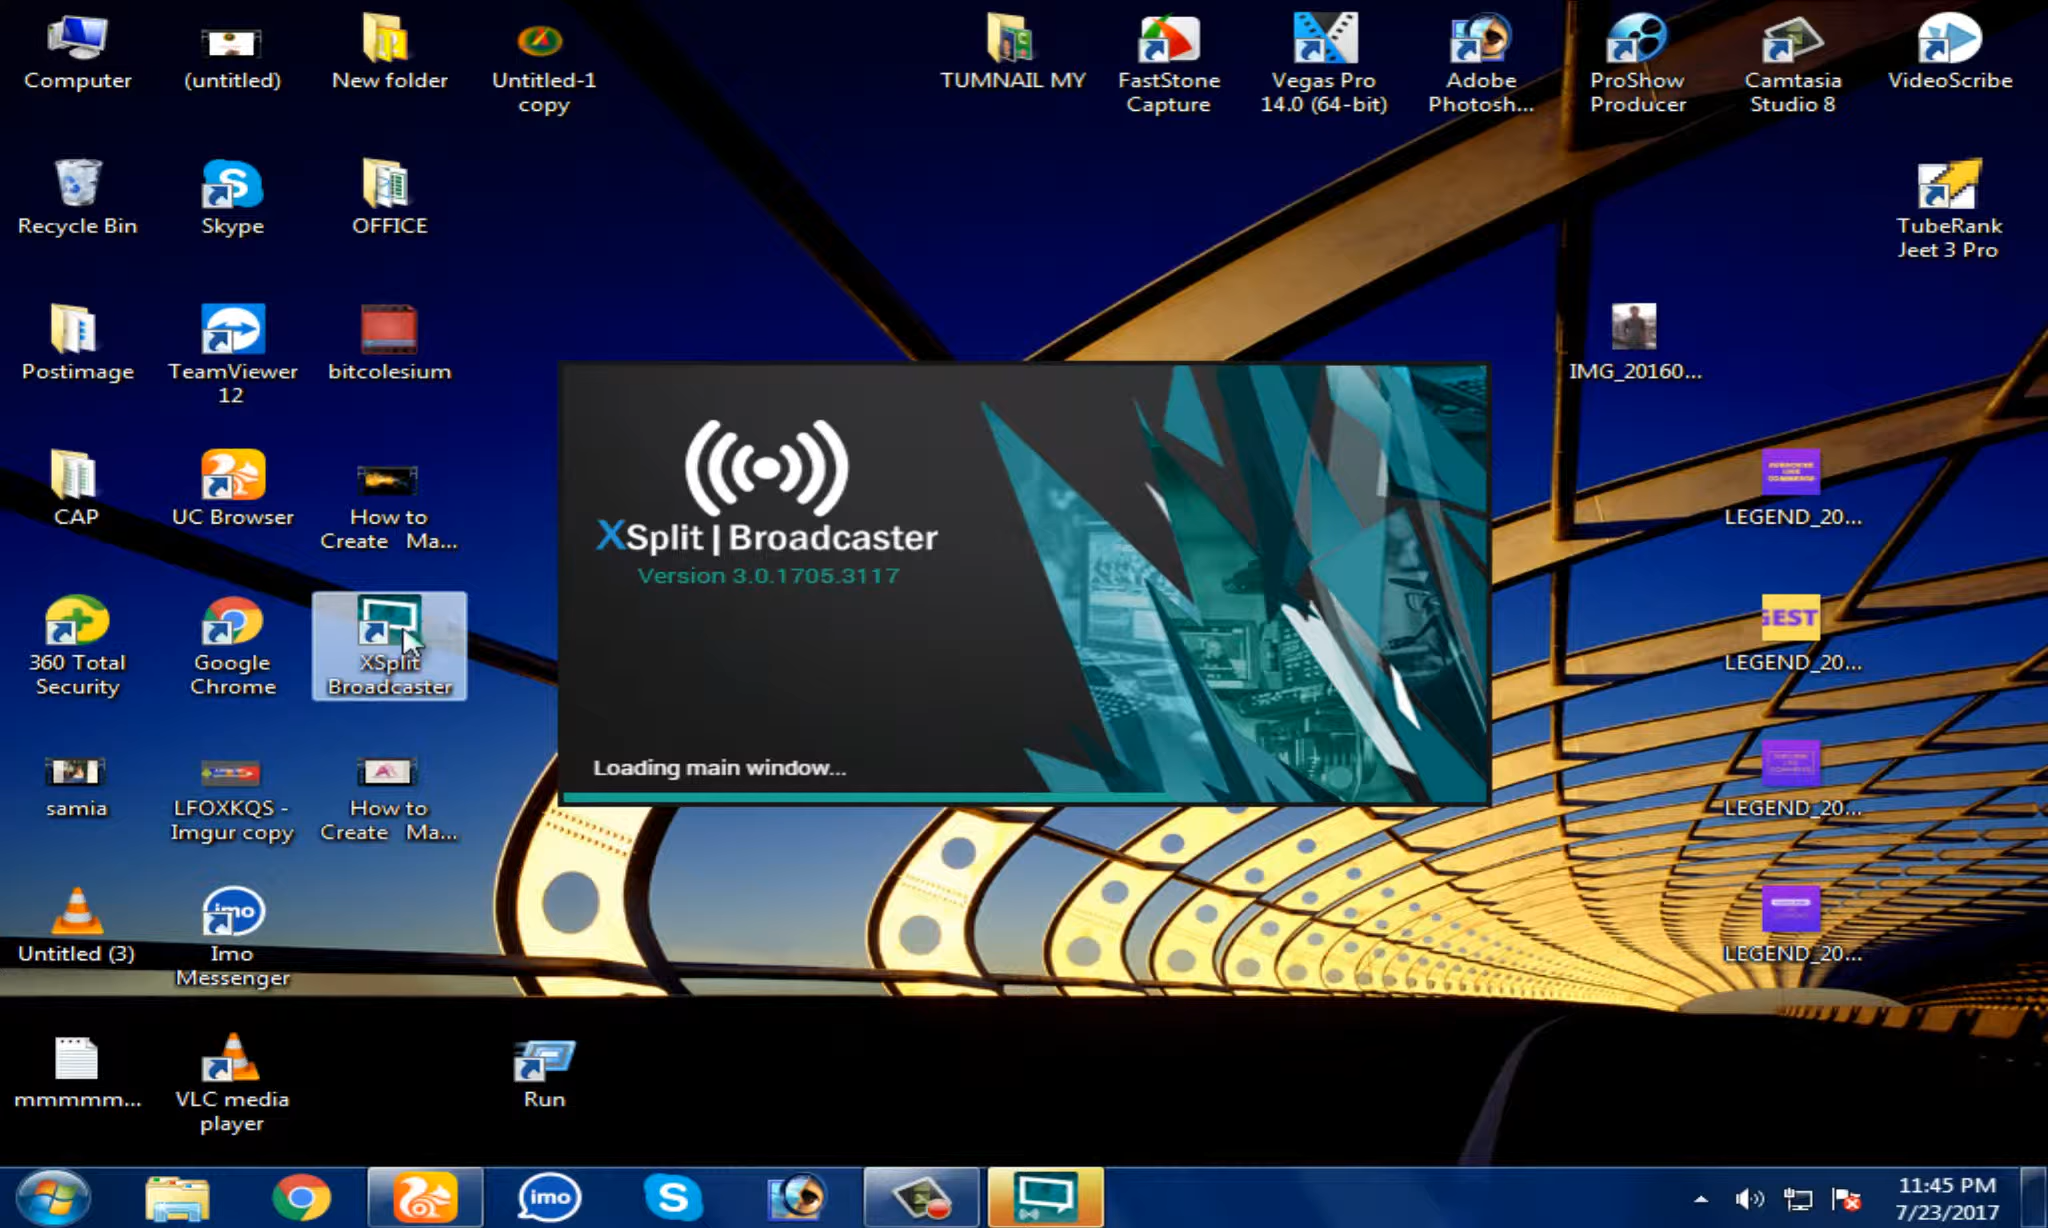 Computer
(untitled)
New folder
Untitled-1
copy
TUMNAIL MY
FastStone
Capture
Vegas Pro
14.0 (64-bit)
Adobe
Photosh...
ProShow
Producer
Camtasia
Studio 8
VideoScribe
Recycle Bin
Skype
OFFICE
TubeRank
Jeet 3 Pro
Postimage
TeamViewer
12
bitcolesium
IMG_20160...
CAP
UC Browser
How to
Create Ma...
LEGEND_20...
XSplit | Broadcaster
Version 3.0.1705.3117
Loading main window...
360 Total
Security
Google
Chrome
XSplit
Broadcaster
GEST
LEGEND_20...
samia
LFOXKQS -
Imgur copy
How to
Create Ma...
LEGEND_20...
Untitled (3)
imo
Imo
Messenger
LEGEND_20...
mmmmm...
VLC media
player
Run
imo
11:45 PM
7/23/2017